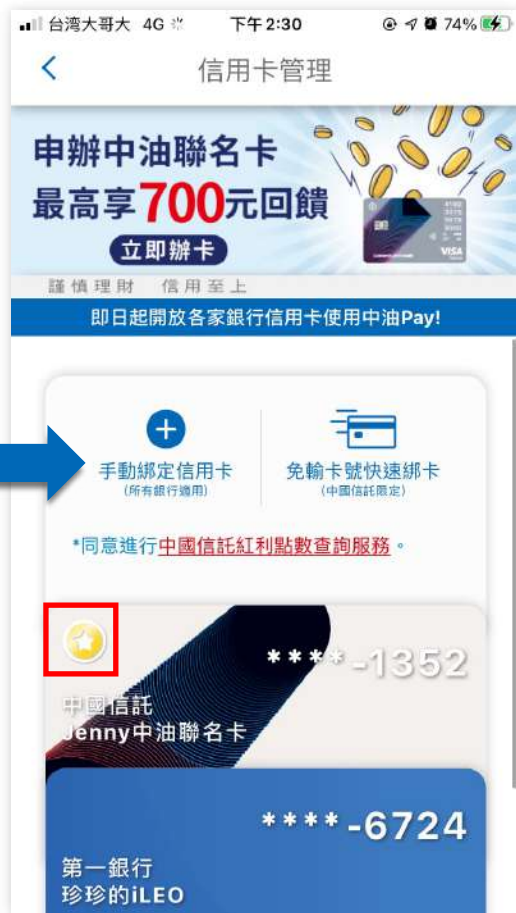 台湾大哥大 4G 下午2:30 74%
信用卡管理
申辦中油聯名卡
最高享700元回饋
立即辦卡
VISA
謹慎理財 信用至上
即日起開放各家銀行信用卡使用中油Pay!
手動綁定信用卡
(所有銀行適用)
免輸卡號快速綁卡
(中國信託限定)
*同意進行中國信託紅利點數查詢服務。
****-1352
中國信託
Jenny中油聯名卡
****-6724
第一銀行
珍珍的iLEO